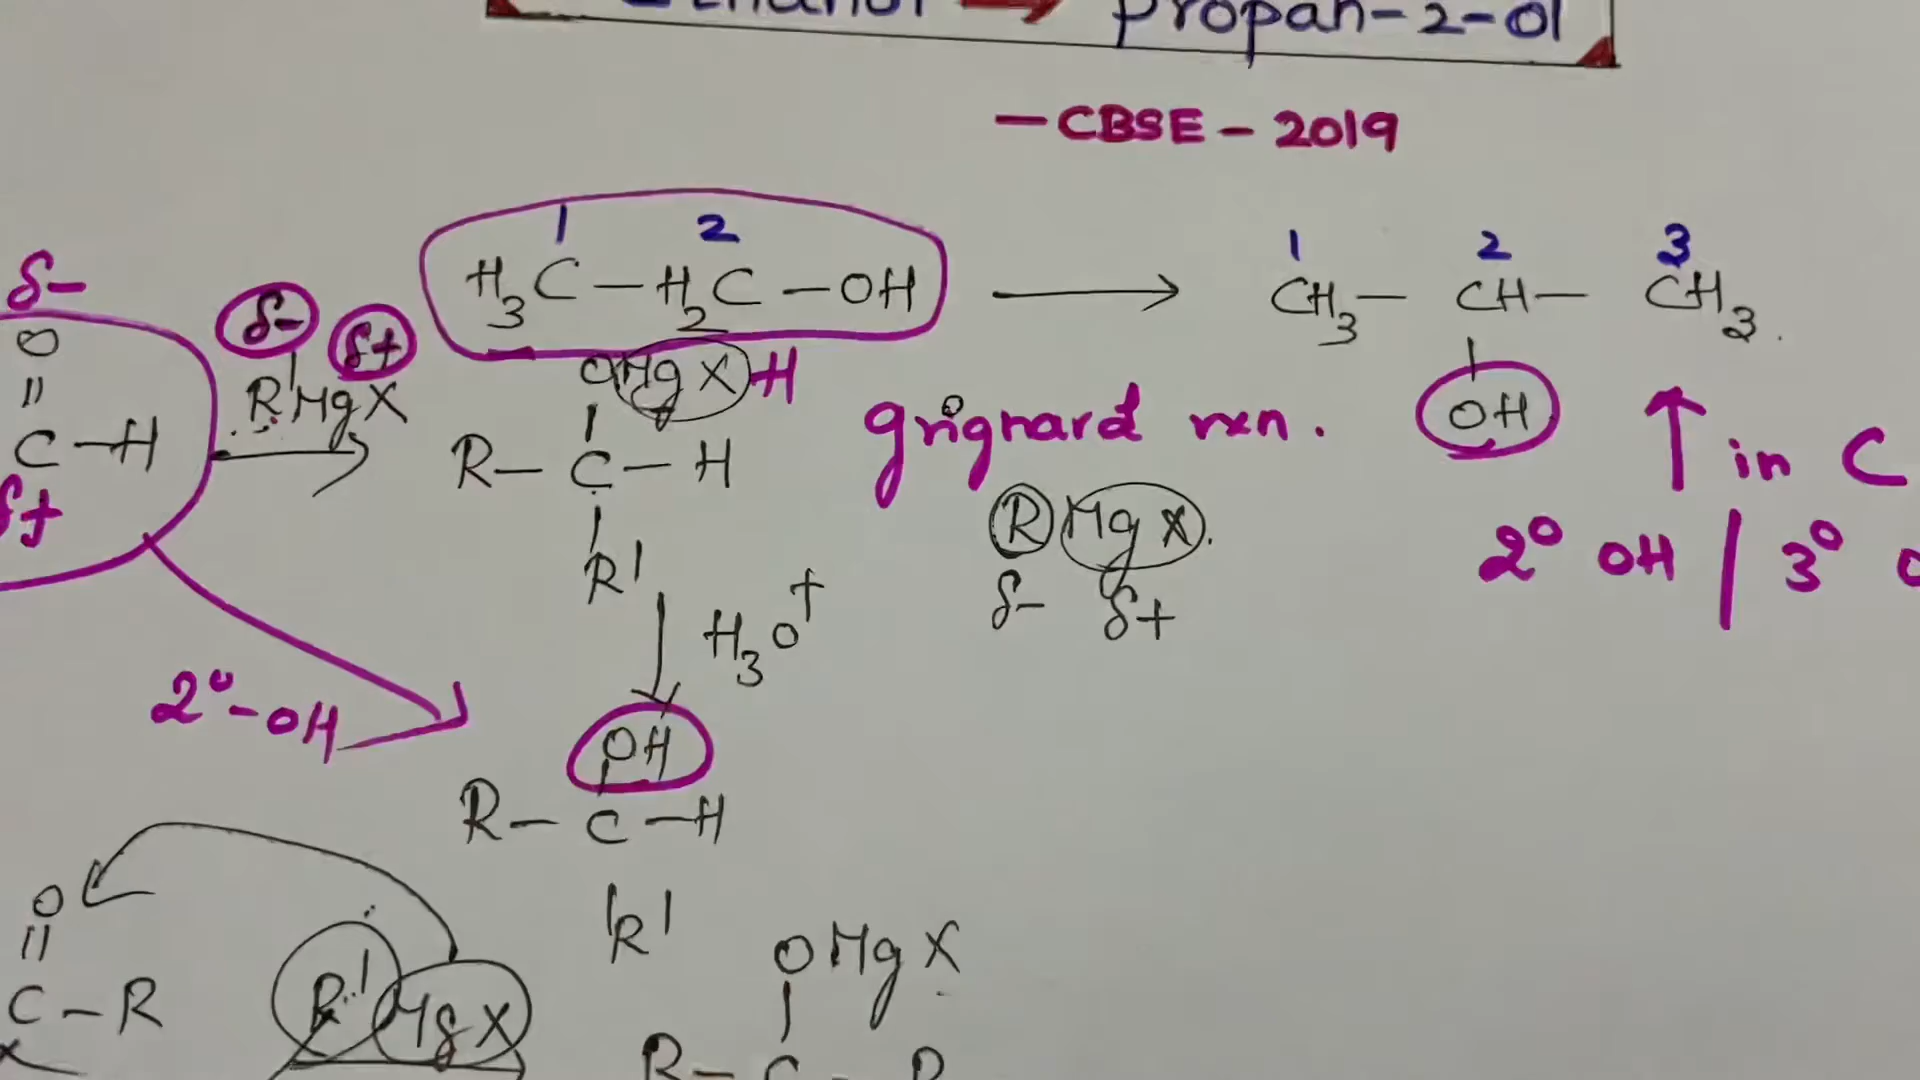 Propan-2-ol
— CBSE - 2019
1 2
H3C — H2C — OH
1 2 3
CH3 — CH — CH3.
OH
δ-
O
||
C — H
δ+
δ- δ+
R'MgX
OMgX H
R — C — H
R'
Grignard rxn.
↑ in C
RMgX.
δ- δ+
2° OH / 3°
H3O+
2° - OH
OH
R — C — H
R'
O
||
C — R
R' MgX
OMgX
R — C — R